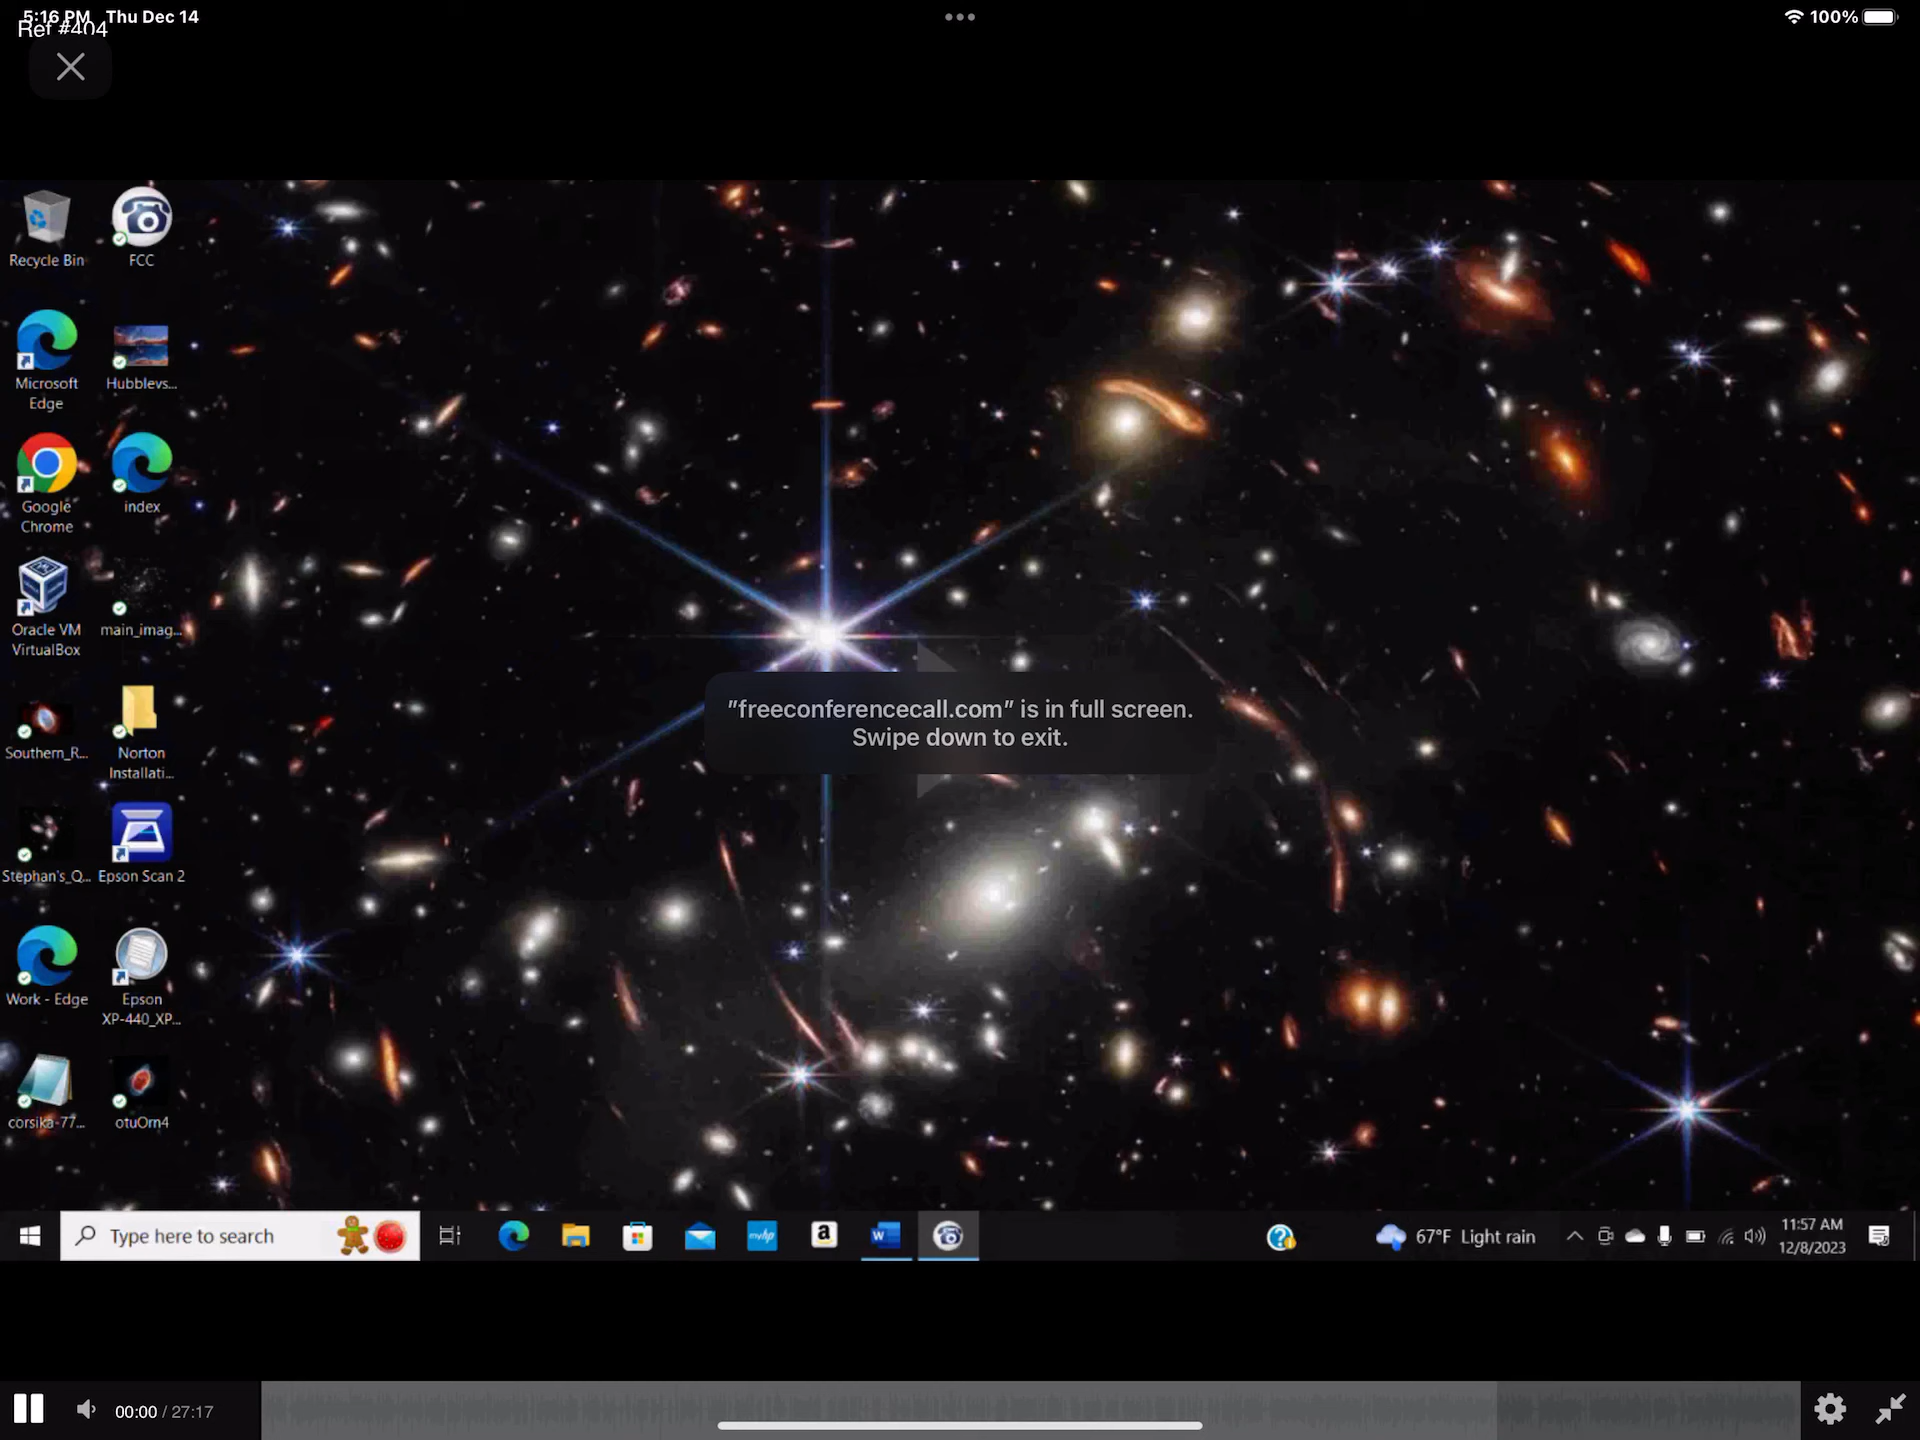 5:16 PM Thu Dec 14
100%
Ref #404
Recycle Bin
FCC
Microsoft
Edge
Hubblevs...
Google
Chrome
index
Oracle VM
VirtualBox
main_imag...
Southern_R...
Norton
Installati...
Stephan's_Q...
Epson Scan 2
Work - Edge
Epson
XP-440_XP...
corsika-77...
otuOm4
"freeconferencecall.com" is in full screen.
Swipe down to exit.
Type here to search
myhp
a
W
67°F Light rain
11:57 AM
12/8/2023
00:00 / 27:17